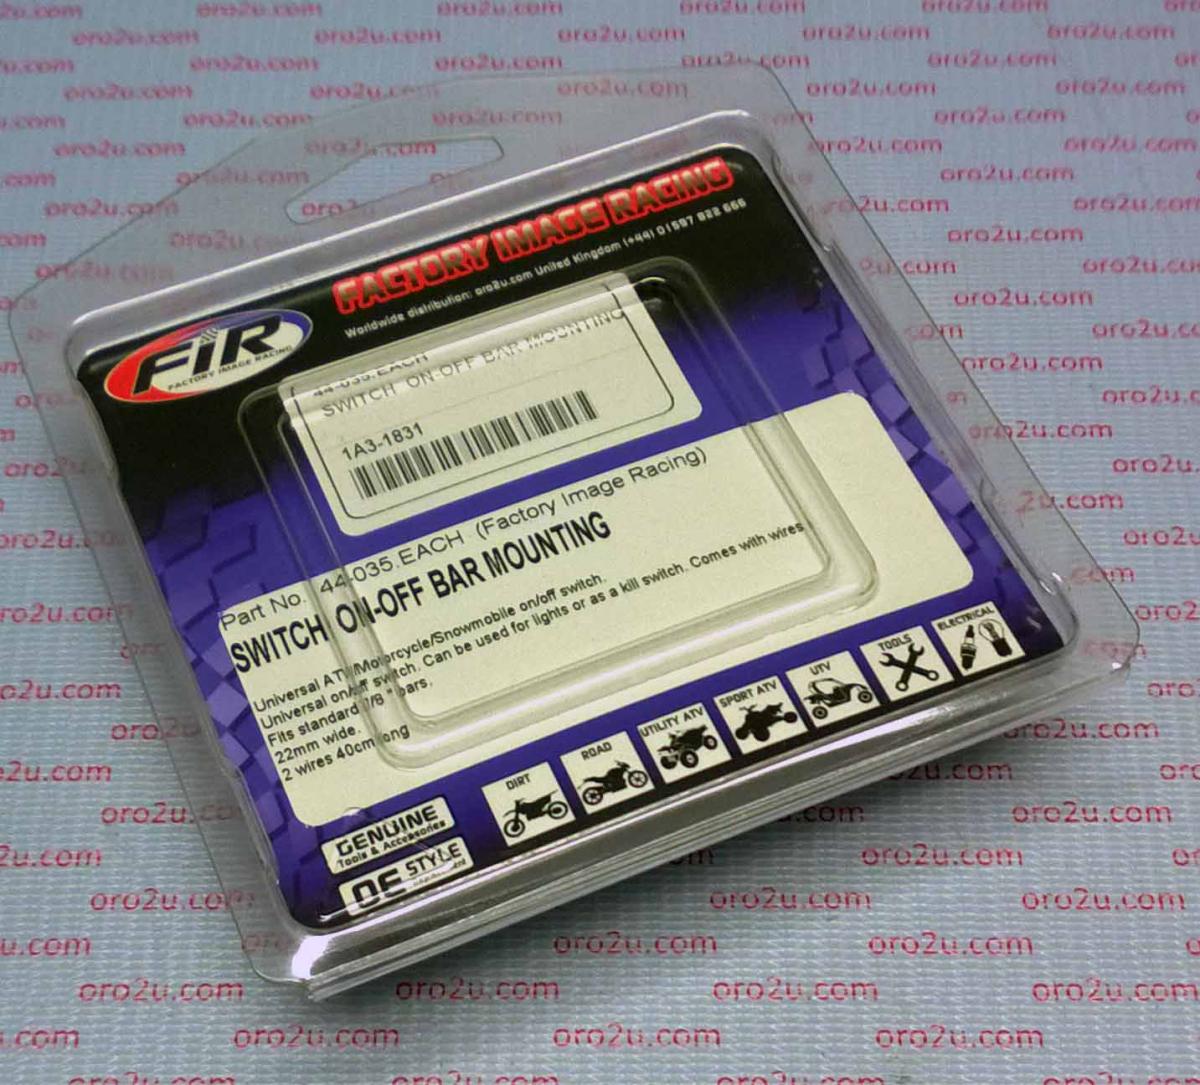 FACTORY IMAGE RACING
Worldwide distribution: oro2u.com United Kingdom (+44) 01597 822 666
FIR
FACTORY IMAGE RACING
44-035.EACH
SWITCH ON-OFF BAR MOUNTING
1A3-1831
Part No. 44-035.EACH (Factory Image Racing)
SWITCH ON-OFF BAR MOUNTING
Universal ATV/Motorcycle/Snowmobile on/off switch.
Universal on/off switch. Can be used for lights or as a kill switch. Comes with wires
Fits standard 7/8 " bars.
22mm wide.
2 wires 40cm long
DIRT
ROAD
UTILITY ATV
SPORT ATV
UTV
TOOLS
ELECTRICAL
GENUINE
Tools & Accessories
OE STYLE
oro2u.com